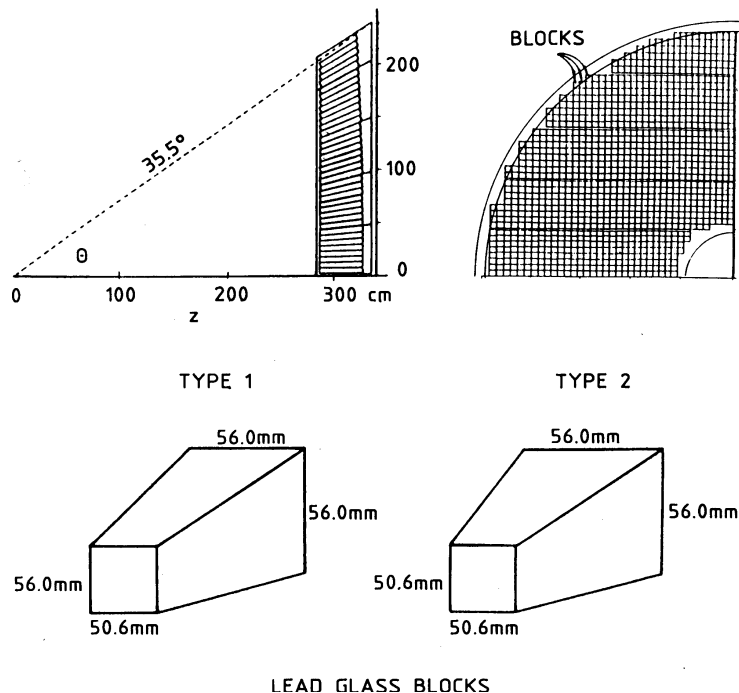 BLOCKS
200
100
0
35.5°
θ
0 100 200 300 cm
z
TYPE 1
TYPE 2
56.0mm
56.0mm
56.0mm
50.6mm
56.0mm
56.0mm
50.6mm
50.6mm
LEAD GLASS BLOCKS